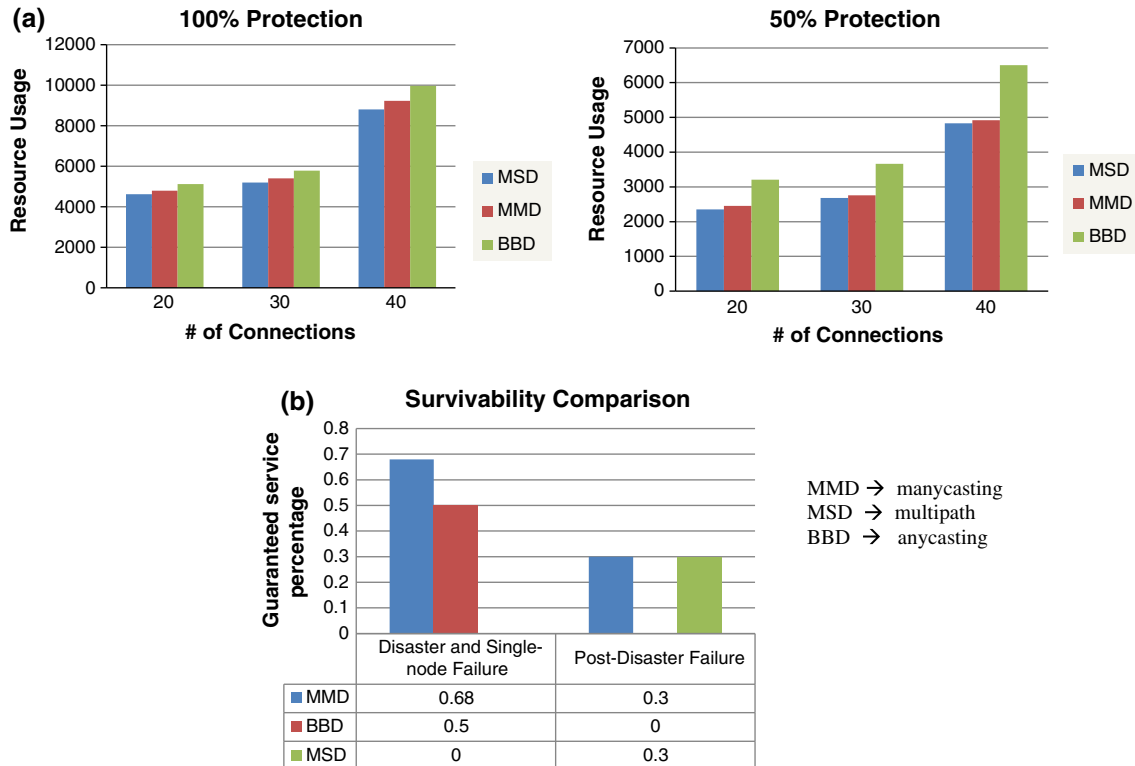 (a)
100% Protection
Resource Usage
12000
10000
8000
6000
4000
2000
0
20 30 40
# of Connections
MSD
MMD
BBD
50% Protection
Resource Usage
7000
6000
5000
4000
3000
2000
1000
0
20 30 40
# of Connections
MSD
MMD
BBD
(b)
Survivability Comparison
Guaranteed service
percentage
0.8
0.7
0.6
0.5
0.4
0.3
0.2
0.1
0
Disaster and Single-
node Failure
Post-Disaster Failure
MMD 0.68 0.3
BBD 0.5 0
MSD 0 0.3
MMD → manycasting
MSD → multipath
BBD → anycasting